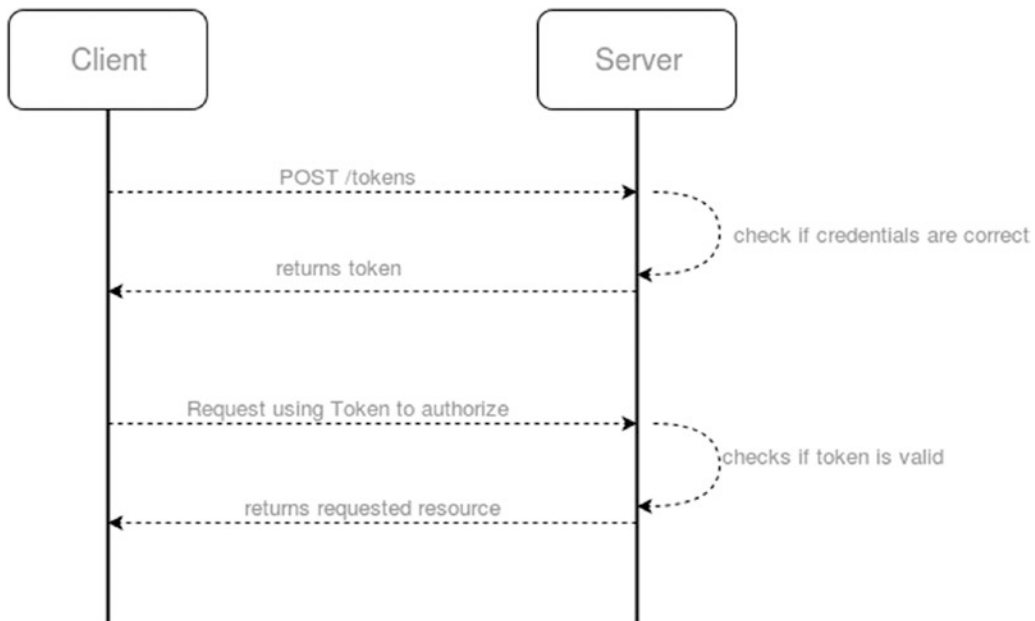 Client
Server
POST /tokens
check if credentials are correct
returns token
Request using Token to authorize
checks if token is valid
returns requested resource